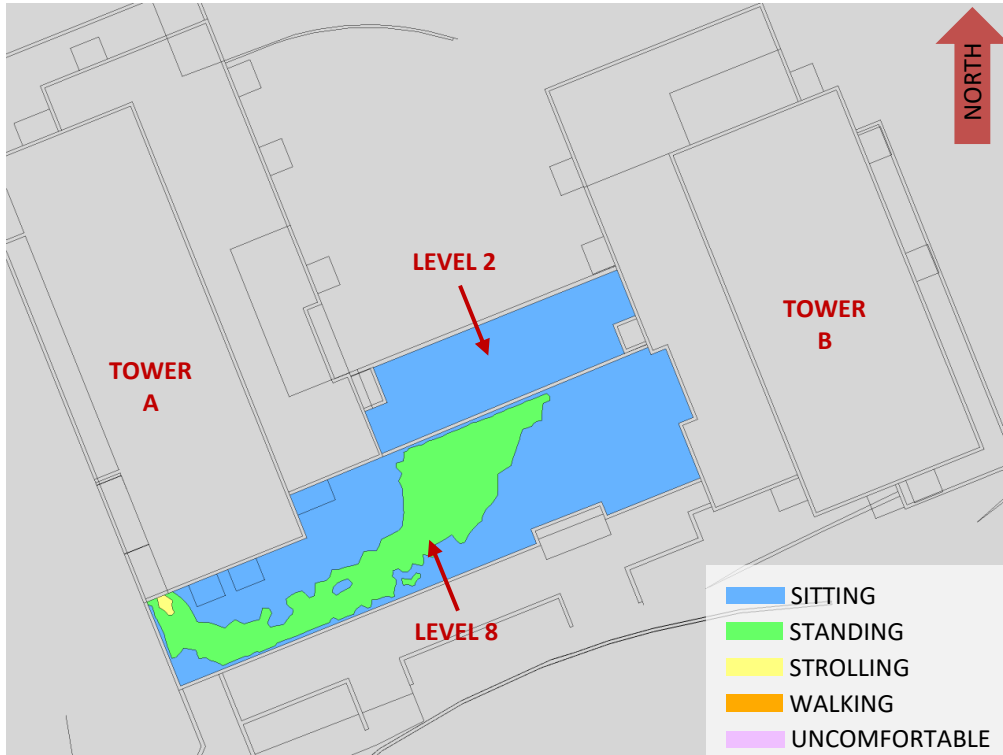 NORTH
LEVEL 2
TOWER
A
TOWER
B
LEVEL 8
SITTING
STANDING
STROLLING
WALKING
UNCOMFORTABLE